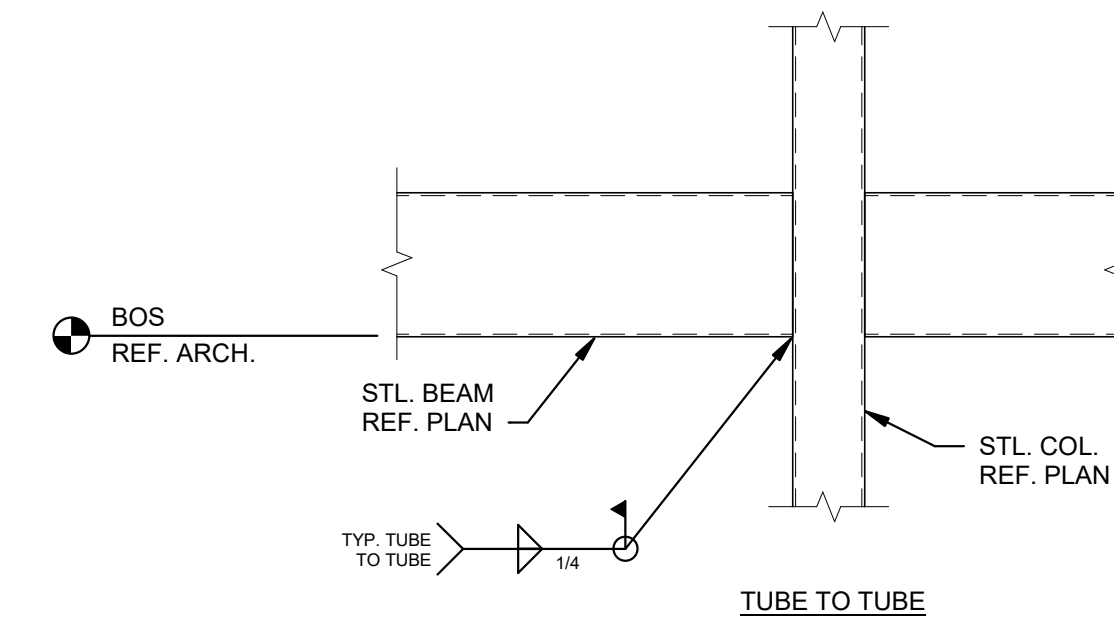 BOS
REF. ARCH.
STL. BEAM
REF. PLAN
STL. COL.
REF. PLAN
TYP. TUBE
TO TUBE
1/4
TUBE TO TUBE